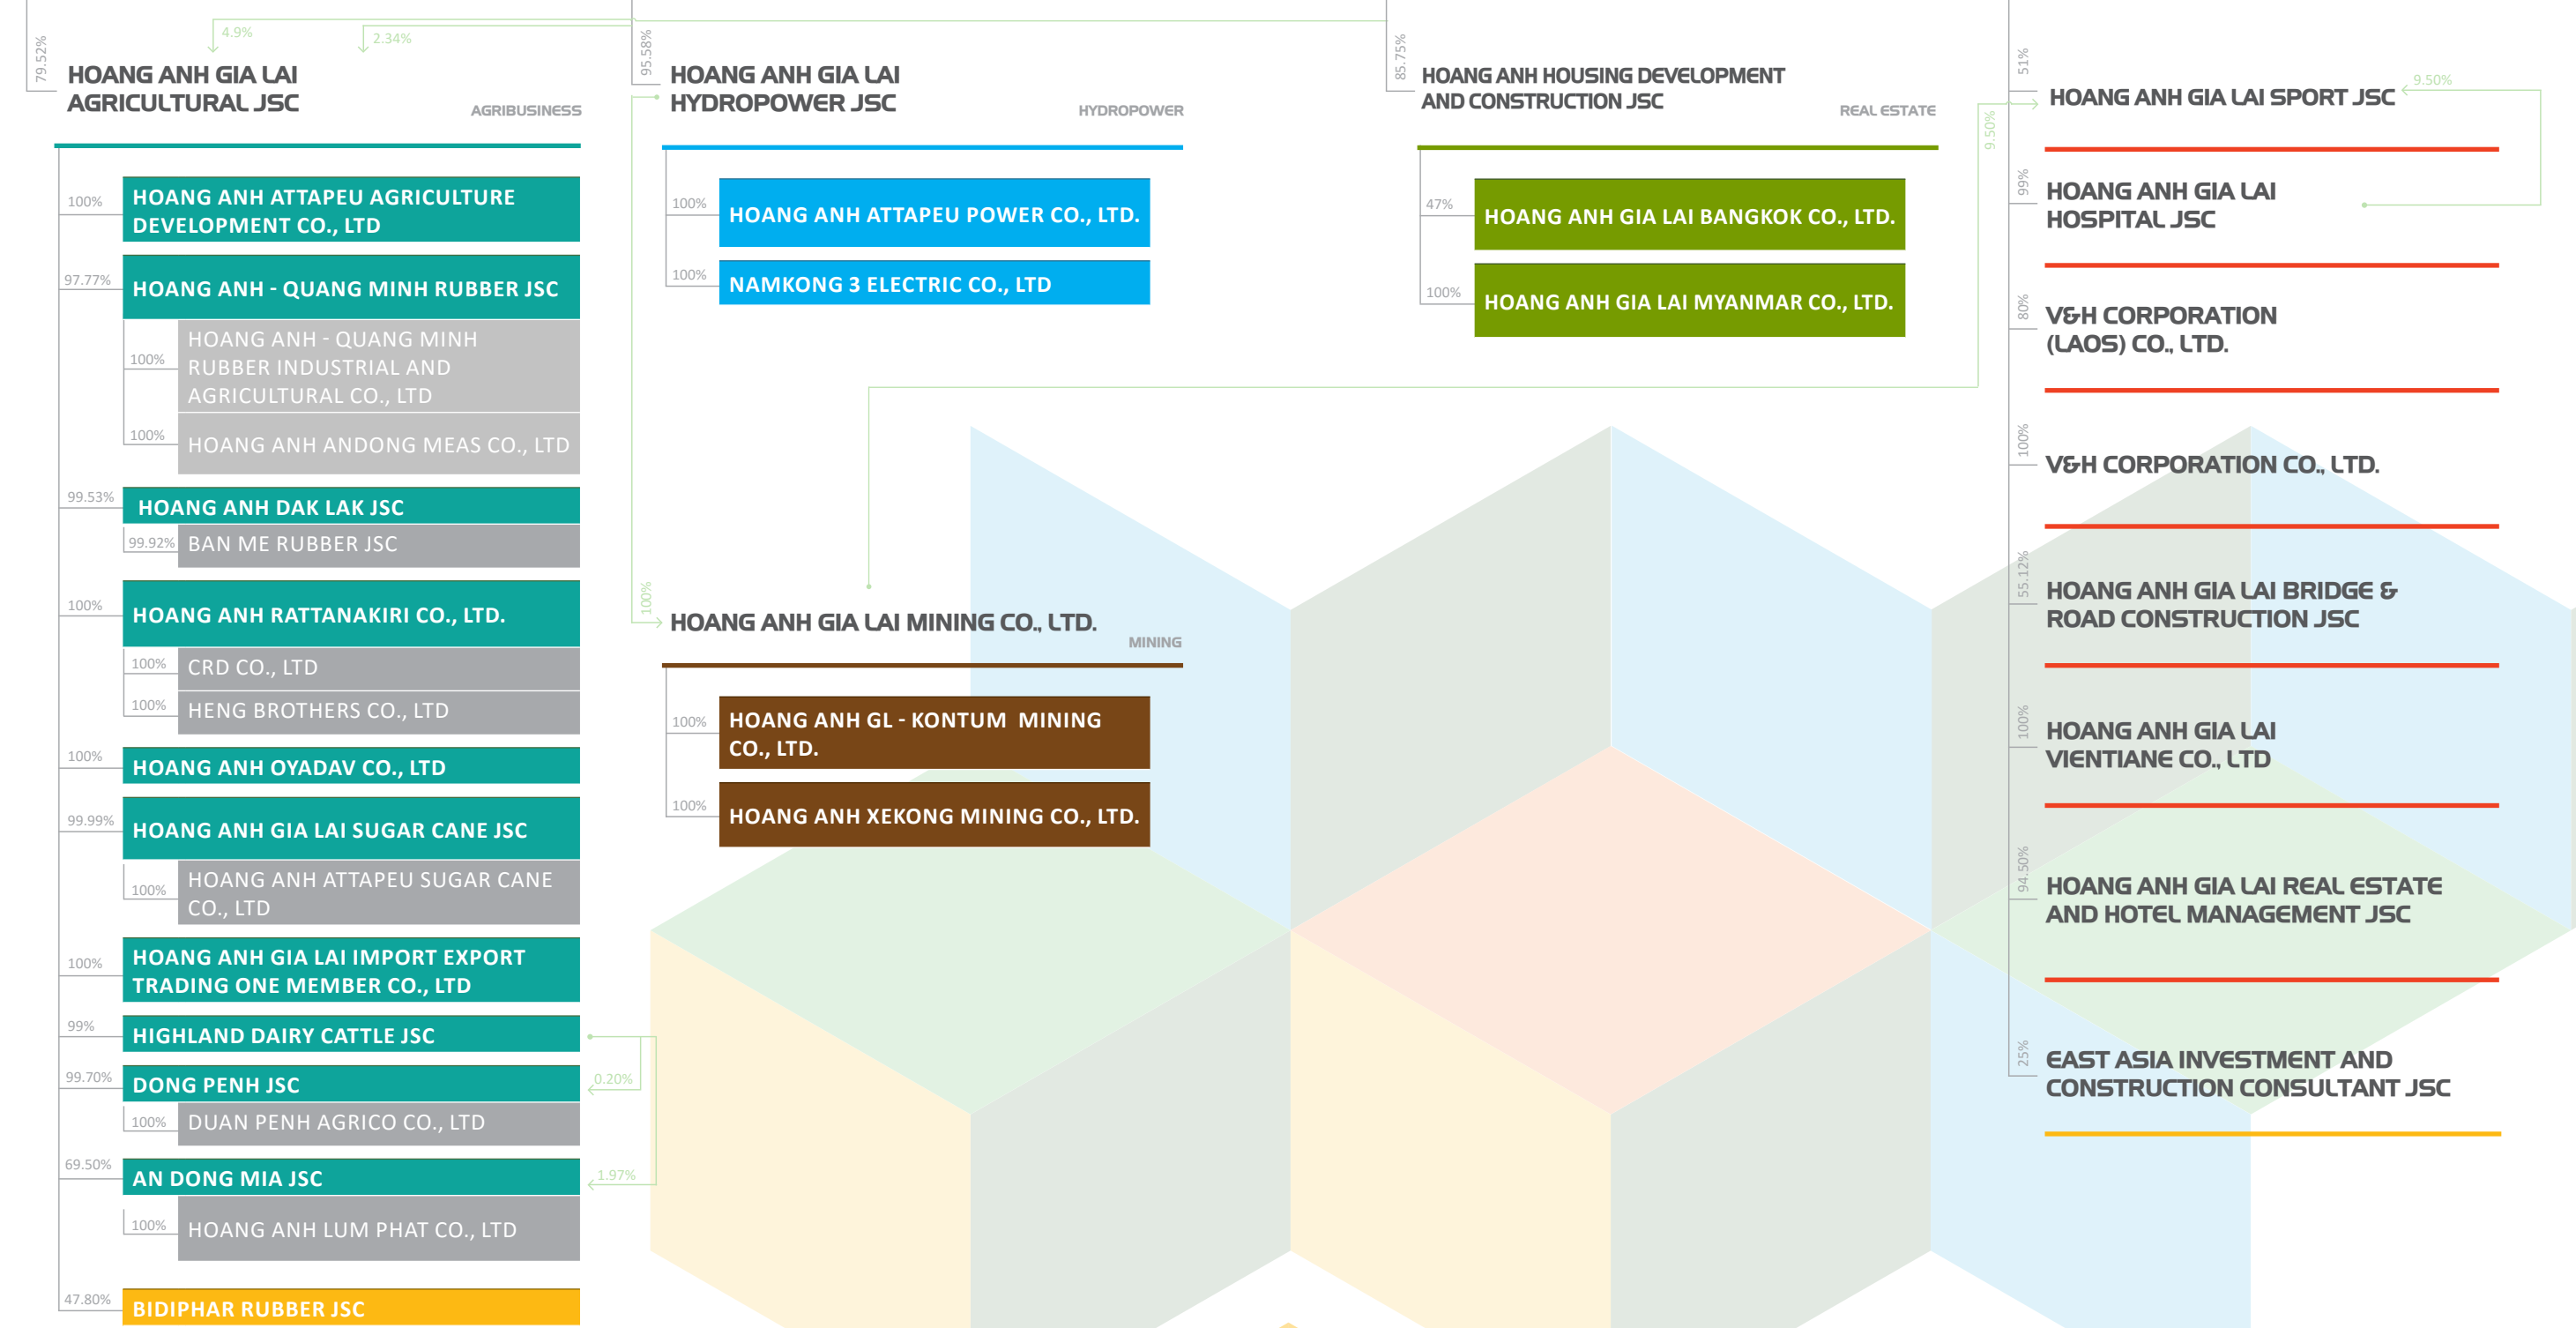 4.9%
2.34%
79.52%
HOANG ANH GIA LAI
AGRICULTURAL JSC
AGRIBUSINESS
100%
HOANG ANH ATTAPEU AGRICULTURE
DEVELOPMENT CO., LTD
97.77%
HOANG ANH - QUANG MINH RUBBER JSC
100%
HOANG ANH - QUANG MINH
RUBBER INDUSTRIAL AND
AGRICULTURAL CO., LTD
100%
HOANG ANH ANDONG MEAS CO., LTD
99.53%
HOANG ANH DAK LAK JSC
99.92%
BAN ME RUBBER JSC
100%
HOANG ANH RATTANAKIRI CO., LTD.
100%
CRD CO., LTD
100%
HENG BROTHERS CO., LTD
100%
HOANG ANH OYADAV CO., LTD
99.99%
HOANG ANH GIA LAI SUGAR CANE JSC
100%
HOANG ANH ATTAPEU SUGAR CANE
CO., LTD
100%
HOANG ANH GIA LAI IMPORT EXPORT
TRADING ONE MEMBER CO., LTD
99%
HIGHLAND DAIRY CATTLE JSC
99.70%
DONG PENH JSC
0.20%
100%
DUAN PENH AGRICO CO., LTD
69.50%
AN DONG MIA JSC
1.97%
100%
HOANG ANH LUM PHAT CO., LTD
47.80%
BIDIPHAR RUBBER JSC
95.58%
HOANG ANH GIA LAI
HYDROPOWER JSC
HYDROPOWER
100%
HOANG ANH ATTAPEU POWER CO., LTD.
100%
NAMKONG 3 ELECTRIC CO., LTD
100%
HOANG ANH GIA LAI MINING CO., LTD.
MINING
100%
HOANG ANH GL - KONTUM MINING
CO., LTD.
100%
HOANG ANH XEKONG MINING CO., LTD.
85.75%
HOANG ANH HOUSING DEVELOPMENT
AND CONSTRUCTION JSC
REAL ESTATE
47%
HOANG ANH GIA LAI BANGKOK CO., LTD.
100%
HOANG ANH GIA LAI MYANMAR CO., LTD.
9.50%
51%
HOANG ANH GIA LAI SPORT JSC
9.50%
99%
HOANG ANH GIA LAI
HOSPITAL JSC
80%
V&H CORPORATION
(LAOS) CO., LTD.
100%
V&H CORPORATION CO., LTD.
55.12%
HOANG ANH GIA LAI BRIDGE &
ROAD CONSTRUCTION JSC
100%
HOANG ANH GIA LAI
VIENTIANE CO., LTD
94.50%
HOANG ANH GIA LAI REAL ESTATE
AND HOTEL MANAGEMENT JSC
25%
EAST ASIA INVESTMENT AND
CONSTRUCTION CONSULTANT JSC